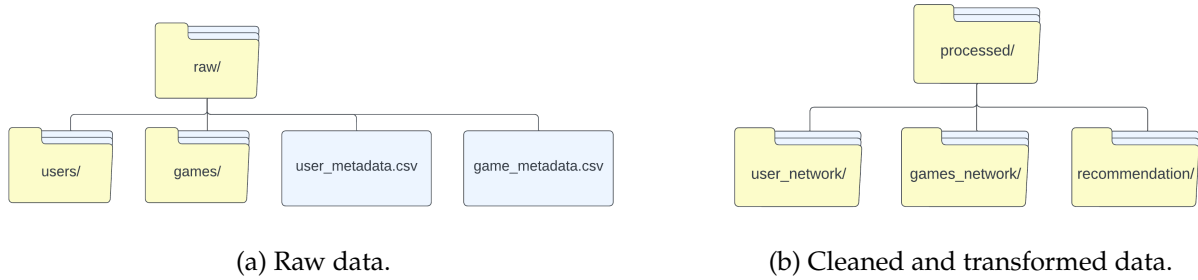 raw/
users/
games/
user_metadata.csv
game_metadata.csv
(a) Raw data.
processed/
user_network/
games_network/
recommendation/
(b) Cleaned and transformed data.